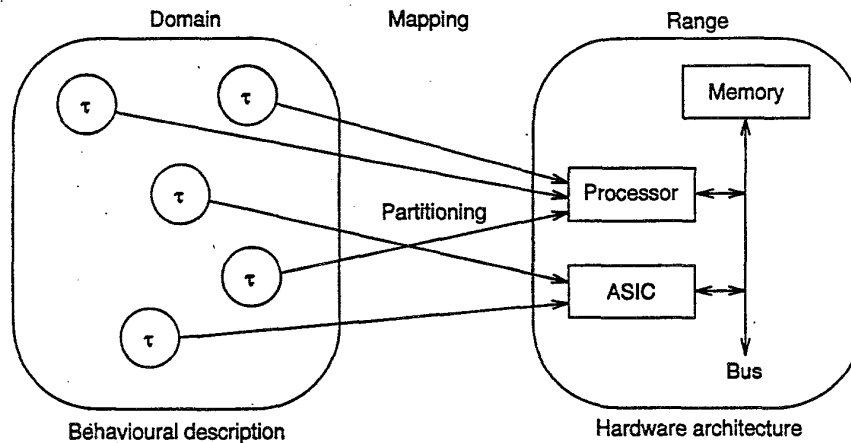 Domain
Mapping
Range
τ
τ
Memory
τ
Processor
Partitioning
τ
ASIC
τ
Bus
Behavioural description
Hardware architecture